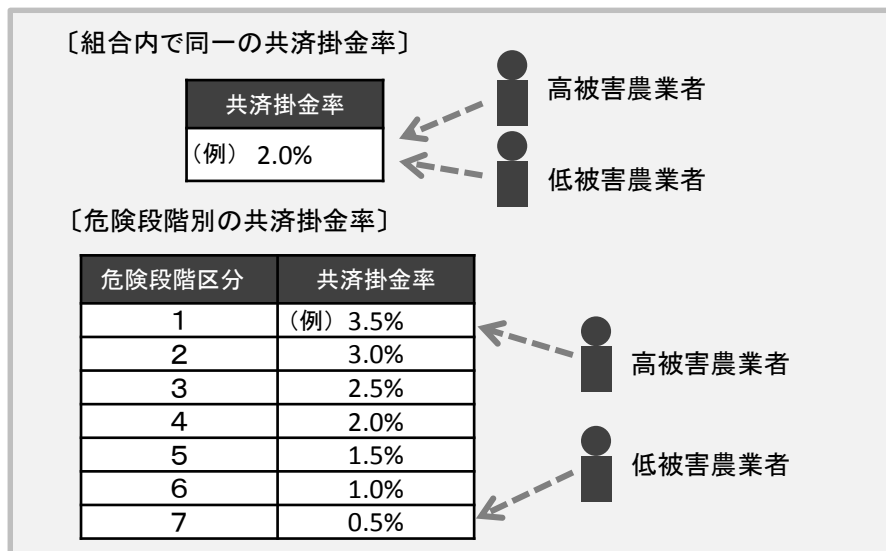 〔組合内で同一の共済掛金率〕
共済掛金率
（例） 2.0%
高被害農業者
低被害農業者
〔危険段階別の共済掛金率〕
危険段階区分 共済掛金率
１ （例） 3.5%
２ 3.0%
３ 2.5%
４ 2.0%
５ 1.5%
６ 1.0%
７ 0.5%
高被害農業者
低被害農業者